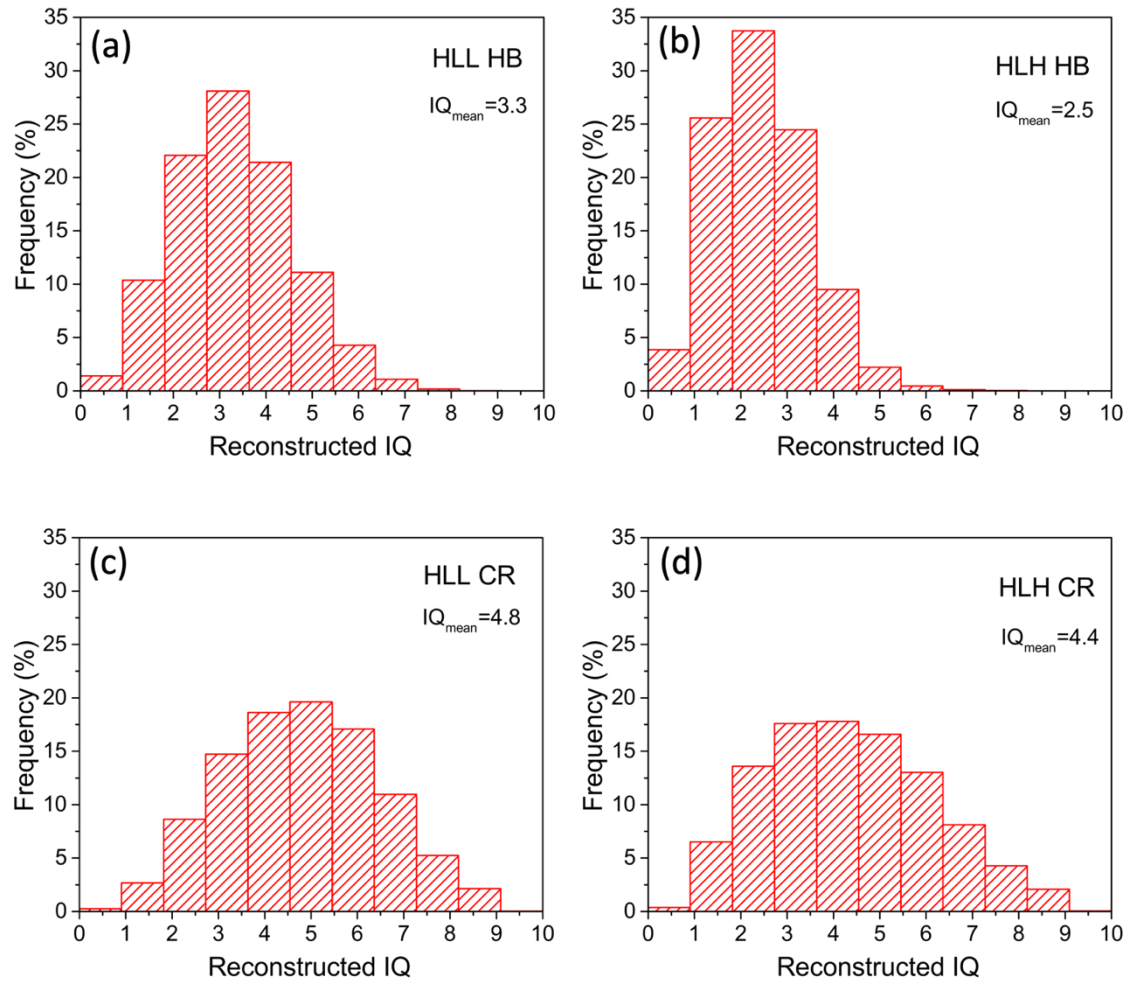 (a)
HLL HB
IQmean=3.3
Frequency (%)
35
30
25
20
15
10
5
0
0 1 2 3 4 5 6 7 8 9 10
Reconstructed IQ
(b)
HLH HB
IQmean=2.5
Frequency (%)
35
30
25
20
15
10
5
0
0 1 2 3 4 5 6 7 8 9 10
Reconstructed IQ
(c)
HLL CR
IQmean=4.8
Frequency (%)
35
30
25
20
15
10
5
0
0 1 2 3 4 5 6 7 8 9 10
Reconstructed IQ
(d)
HLH CR
IQmean=4.4
Frequency (%)
35
30
25
20
15
10
5
0
0 1 2 3 4 5 6 7 8 9 10
Reconstructed IQ